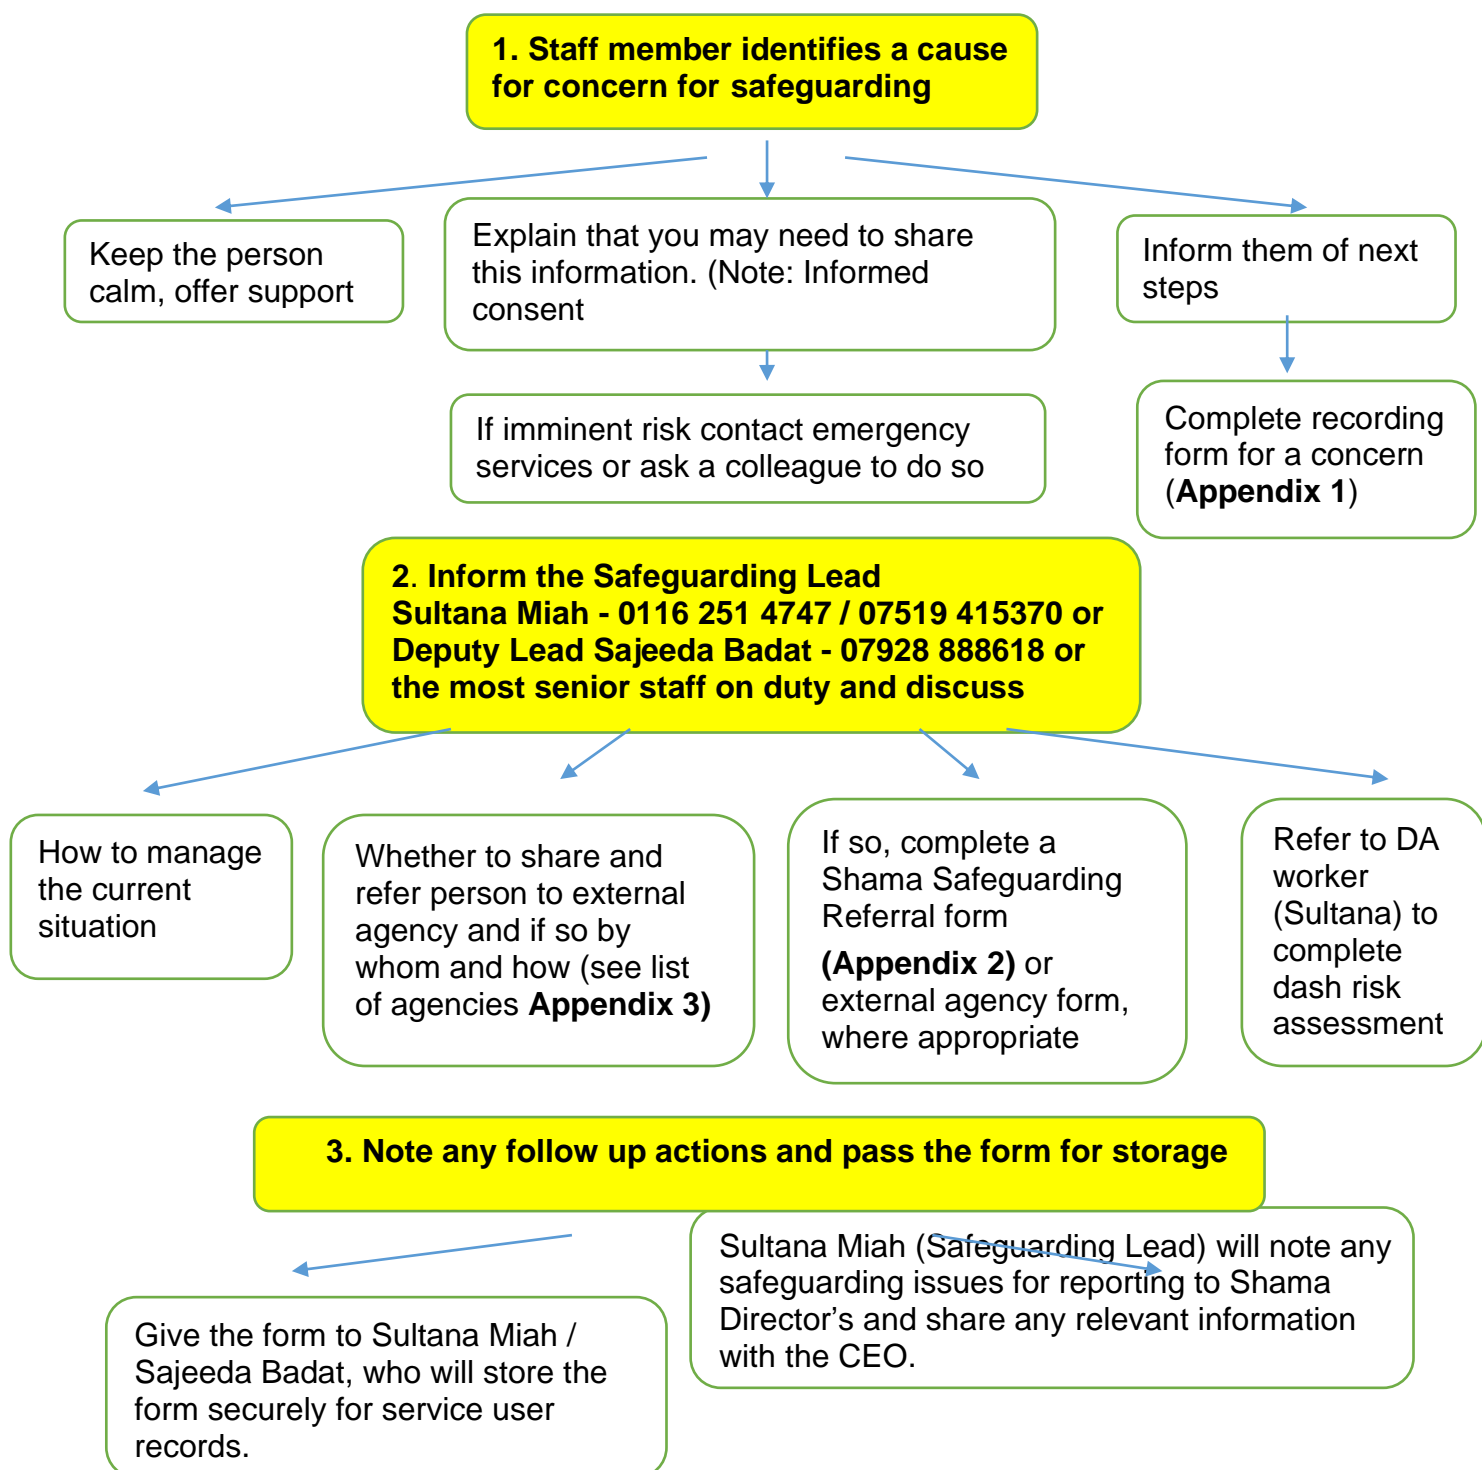 1. Staff member identifies a cause
for concern for safeguarding
Keep the person
calm, offer support
Explain that you may need to share
this information. (Note: Informed
consent
Inform them of next
steps
If imminent risk contact emergency
services or ask a colleague to do so
Complete recording
form for a concern
(Appendix 1)
2. Inform the Safeguarding Lead
Sultana Miah - 0116 251 4747 / 07519 415370 or
Deputy Lead Sajeeda Badat - 07928 888618 or
the most senior staff on duty and discuss
How to manage
the current
situation
Whether to share and
refer person to external
agency and if so by
whom and how (see list
of agencies Appendix 3)
If so, complete a
Shama Safeguarding
Referral form
(Appendix 2) or
external agency form,
where appropriate
Refer to DA
worker
(Sultana) to
complete
dash risk
assessment
3. Note any follow up actions and pass the form for storage
Give the form to Sultana Miah /
Sajeeda Badat, who will store the
form securely for service user
records.
Sultana Miah (Safeguarding Lead) will note any
safeguarding issues for reporting to Shama
Director’s and share any relevant information
with the CEO.